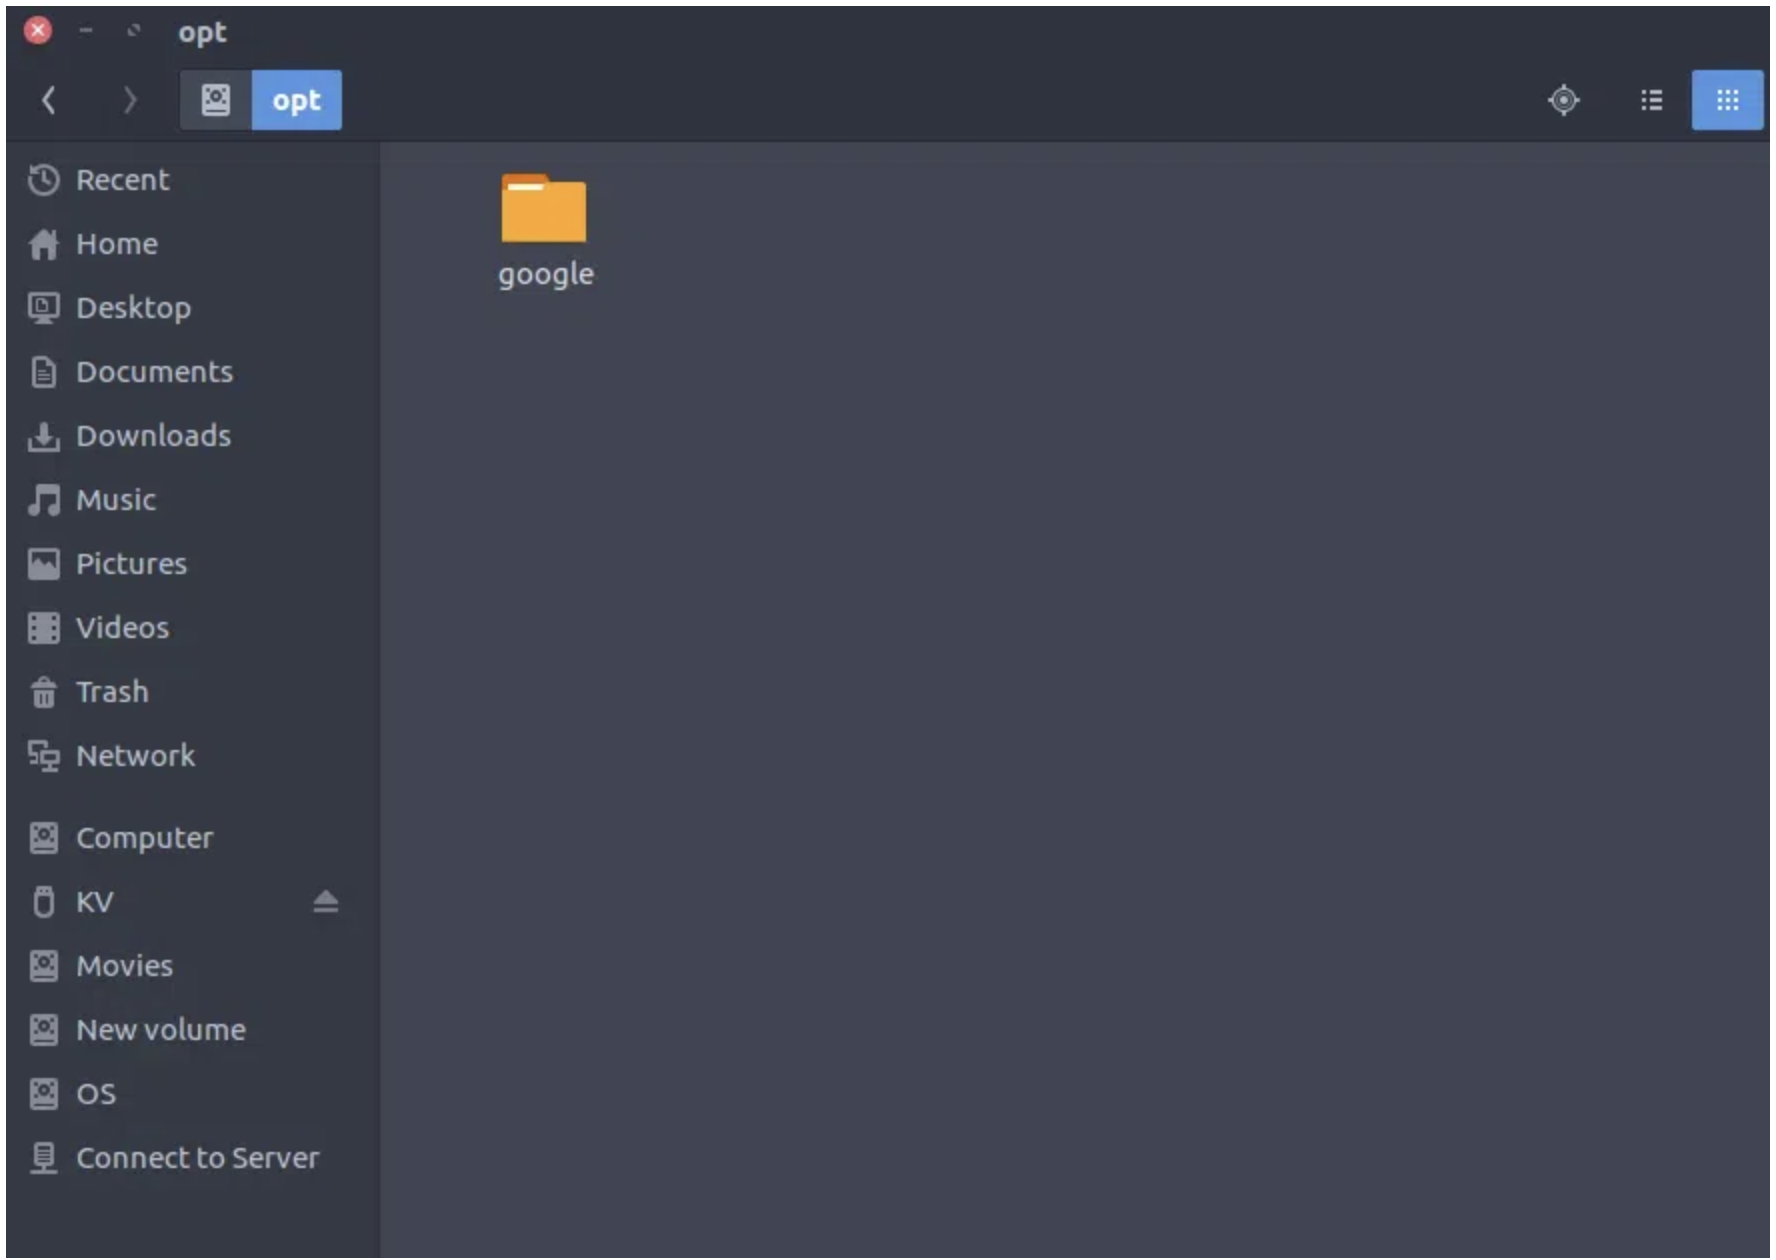 opt
opt
Recent
Home
Desktop
Documents
Downloads
Music
Pictures
Videos
Trash
Network
Computer
KV
Movies
New volume
OS
Connect to Server
google